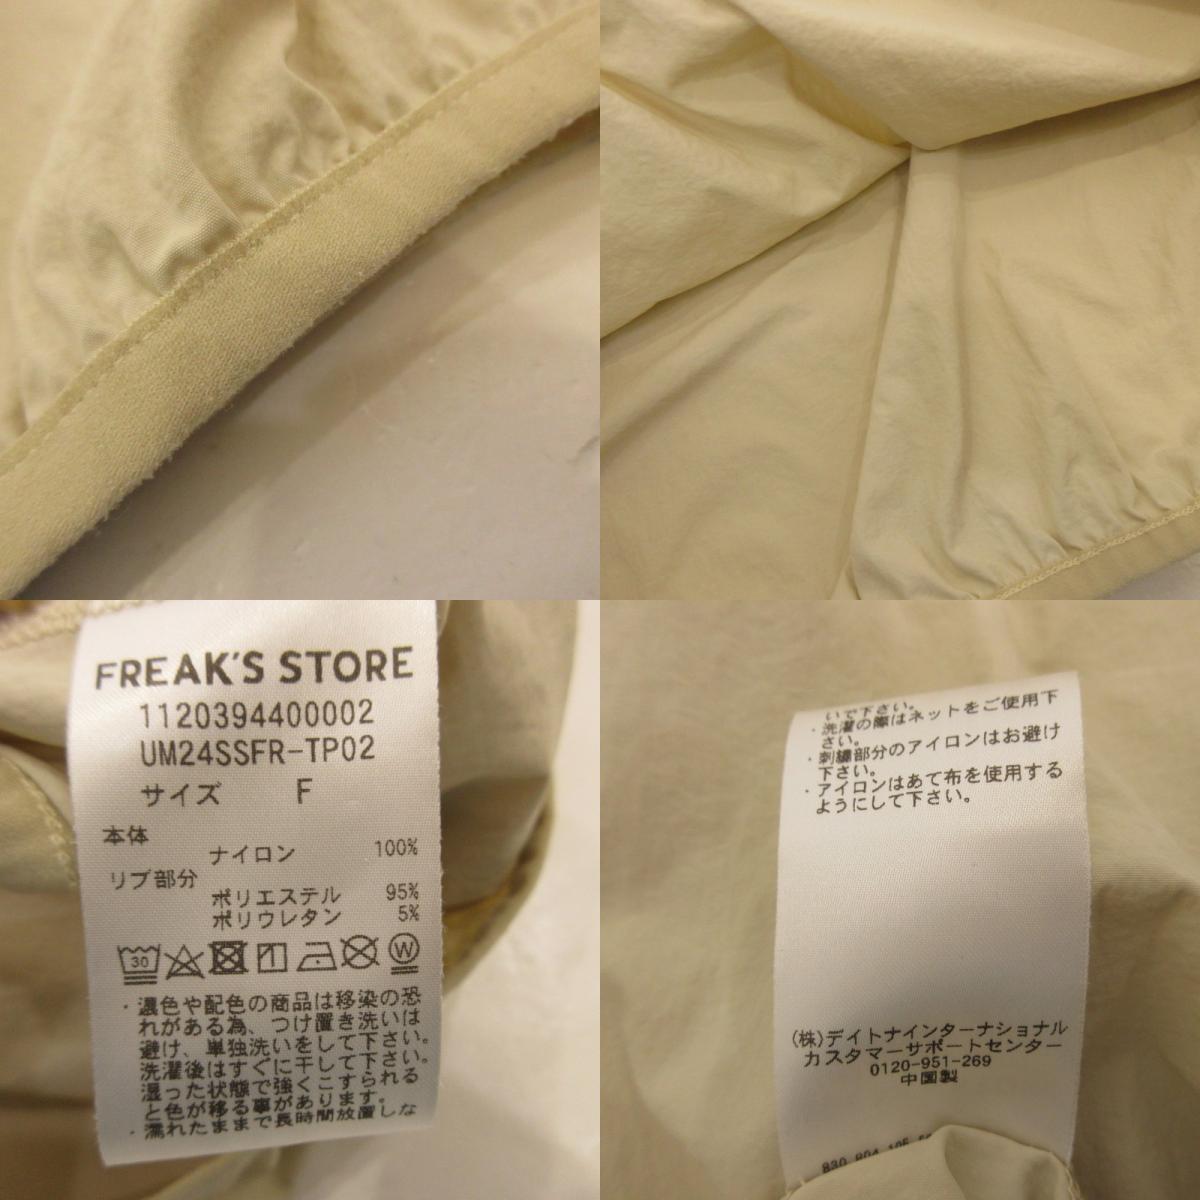 FREAK'S STORE
1120394400002
UM24SSFR-TP02
サイズ F
本体
ナイロン 100%
リブ部分
ポリエステル 95%
ポリウレタン 5%
30 W
・濃色や配色の商品は移染の恐
れがある為、つけ置き洗いは
避け、単独洗いをして下さい。
・洗濯後はすぐに干して下さい。
湿った状態で強くこすられる
と色が移る事があります。
・濡れたままで長時間放置しな
いで下さい。
・洗濯の際はネットをご使用下
さい。
・刺繍部分のアイロンはお避け
下さい。
・アイロンはあて布を使用する
ようにして下さい。
(株)デイトナインターナショナル
カスタマーサポートセンター
0120-951-269
中国製